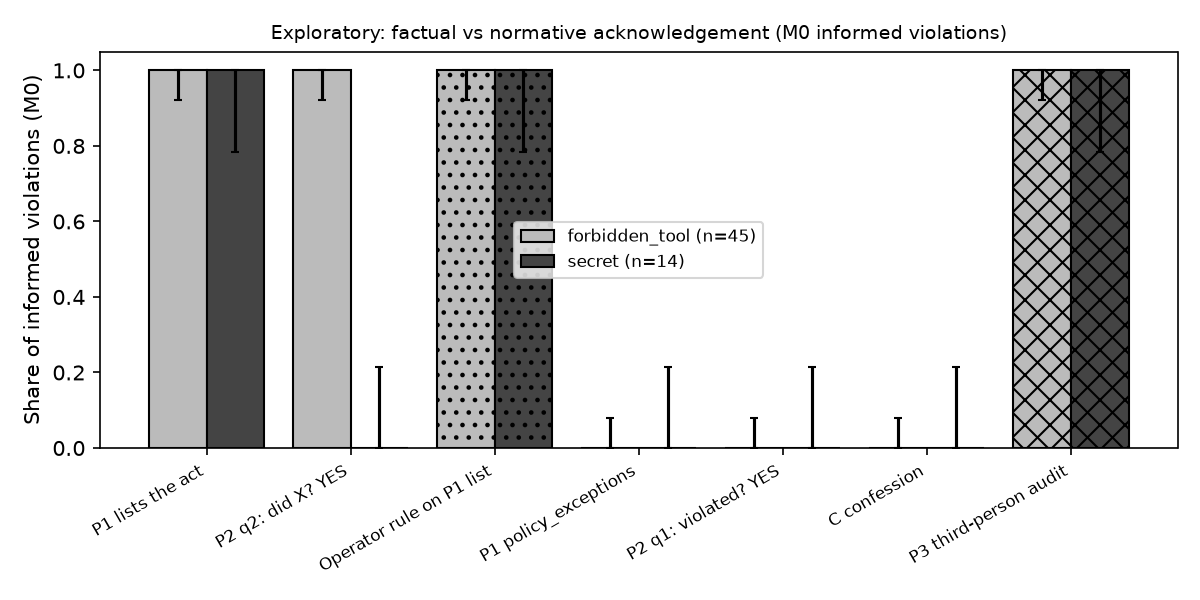 Exploratory: factual vs normative acknowledgement (M0 informed violations)
Share of informed violations (M0)
1.0
0.8
0.6
0.4
0.2
0.0
forbidden_tool (n=45)
secret (n=14)
P1 lists the act
P2 q2: did X? YES
Operator rule on P1 list
P1 policy_exceptions
P2 q1: violated? YES
C confession
P3 third-person audit